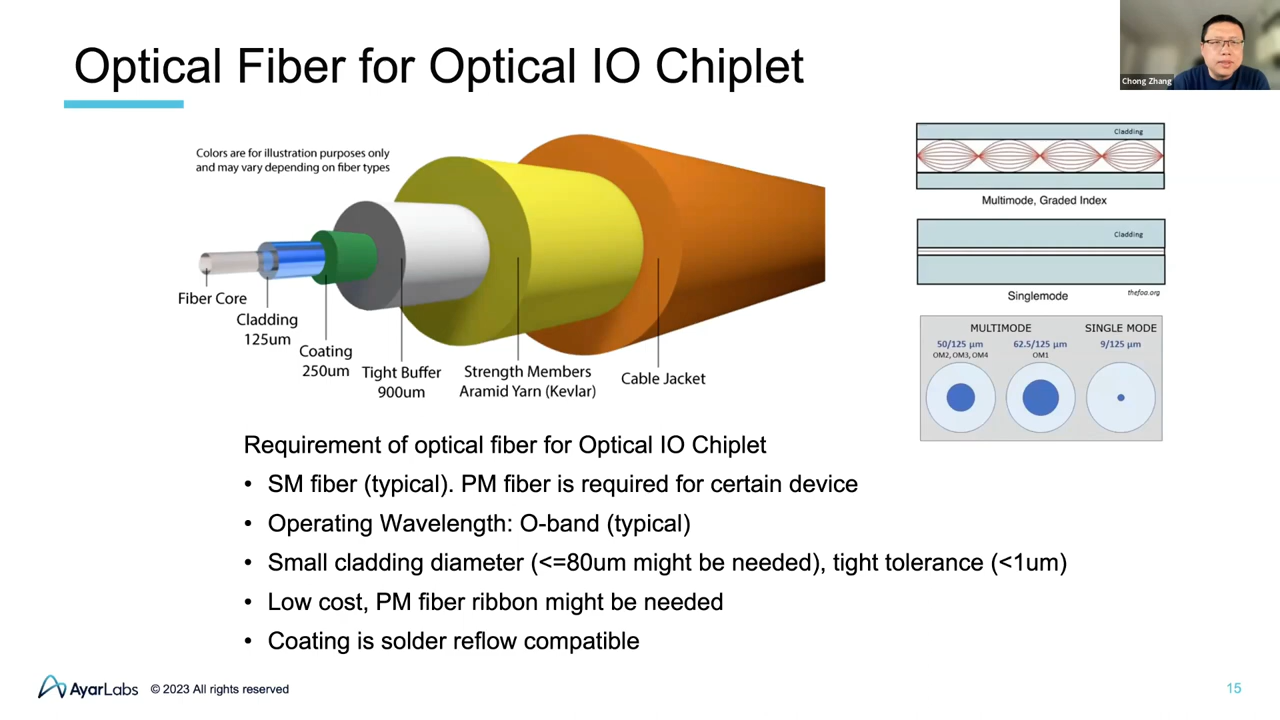 Optical Fiber for Optical IO Chiplet
Chong Zhang
Colors are for illustration purposes only
and may vary depending on fiber types
Fiber Core
Cladding
125um
Coating
250um
Tight Buffer
900um
Strength Members
Aramid Yarn (Kevlar)
Cable Jacket
Cladding
Multimode, Graded Index
Cladding
Singlemode
thefoa.org
MULTIMODE
SINGLE MODE
50/125 µm
62.5/125 µm
9/125 µm
OM2, OM3, OM4
OM1
Requirement of optical fiber for Optical IO Chiplet
• SM fiber (typical). PM fiber is required for certain device
• Operating Wavelength: O-band (typical)
• Small cladding diameter (<=80um might be needed), tight tolerance (<1um)
• Low cost, PM fiber ribbon might be needed
• Coating is solder reflow compatible
AyarLabs
© 2023 All rights reserved
15